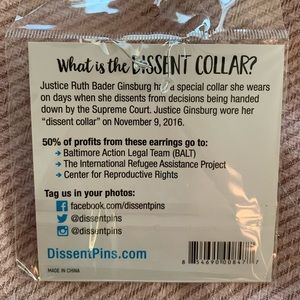 What is the DISSENT COLLAR?
Justice Ruth Bader Ginsburg has a special collar she wears
on days when she dissents from decisions being handed
down by the Supreme Court. Justice Ginsburg wore her
“dissent collar” on November 9, 2016.
50% of profits from these earrings go to:
➤ Baltimore Action Legal Team (BALT)
➤ The International Refugee Assistance Project
➤ Center for Reproductive Rights
Tag us in your photos:
facebook.com/dissentpins
@dissentpins
@dissentpins
DissentPins.com
MADE IN CHINA